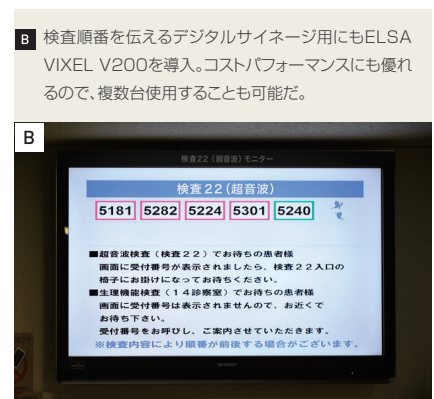 B 検査順番を伝えるデジタルサイネージ用にもELSA
VIXEL V200を導入。コストパフォーマンスにも優れ
るので、複数台使用することも可能だ。
B
検査22(超音波)モニター
検査22(超音波)
5181 5282 5224 5301 5240
■超音波検査(検査22)でお待ちの患者様
画面に受付番号が表示されましたら、検査22入口の
椅子にお掛けになってお待ちください。
■生理機能検査(14診察室)でお待ちの患者様
画面に受付番号は表示されませんので、お近くで
お待ち下さい。
受付番号をお呼びし、ご案内させていただきます。
※検査内容により順番が前後する場合がございます。
SHARP